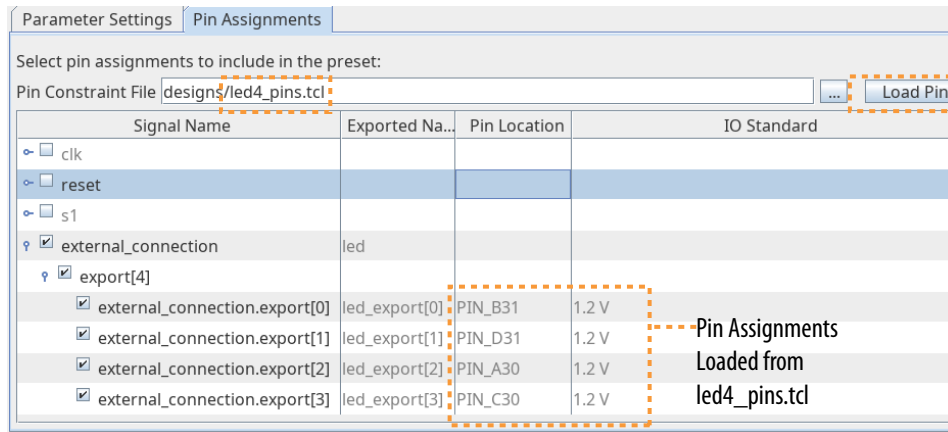 Parameter Settings Pin Assignments
Select pin assignments to include in the preset:
Pin Constraint File designs/led4_pins.tcl ... Load Pin
Signal Name Exported Na... Pin Location IO Standard
clk
reset
s1
external_connection led
export[4]
external_connection.export[0] led_export[0] PIN_B31 1.2 V
external_connection.export[1] led_export[1] PIN_D31 1.2 V
external_connection.export[2] led_export[2] PIN_A30 1.2 V
external_connection.export[3] led_export[3] PIN_C30 1.2 V
Pin Assignments
Loaded from
led4_pins.tcl